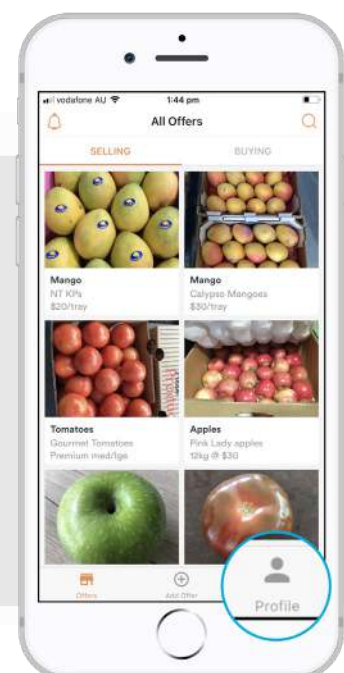 vodafone AU
1:44 pm
All Offers
SELLING
BUYING
Mango
NT KPs
$20/tray
Mango
Calypso Mangoes
$30/tray
Tomatoes
Gourmet Tomatoes
Premium med/lge
Apples
Pink Lady apples
12kg @ $30
Offers
Add Offer
Profile